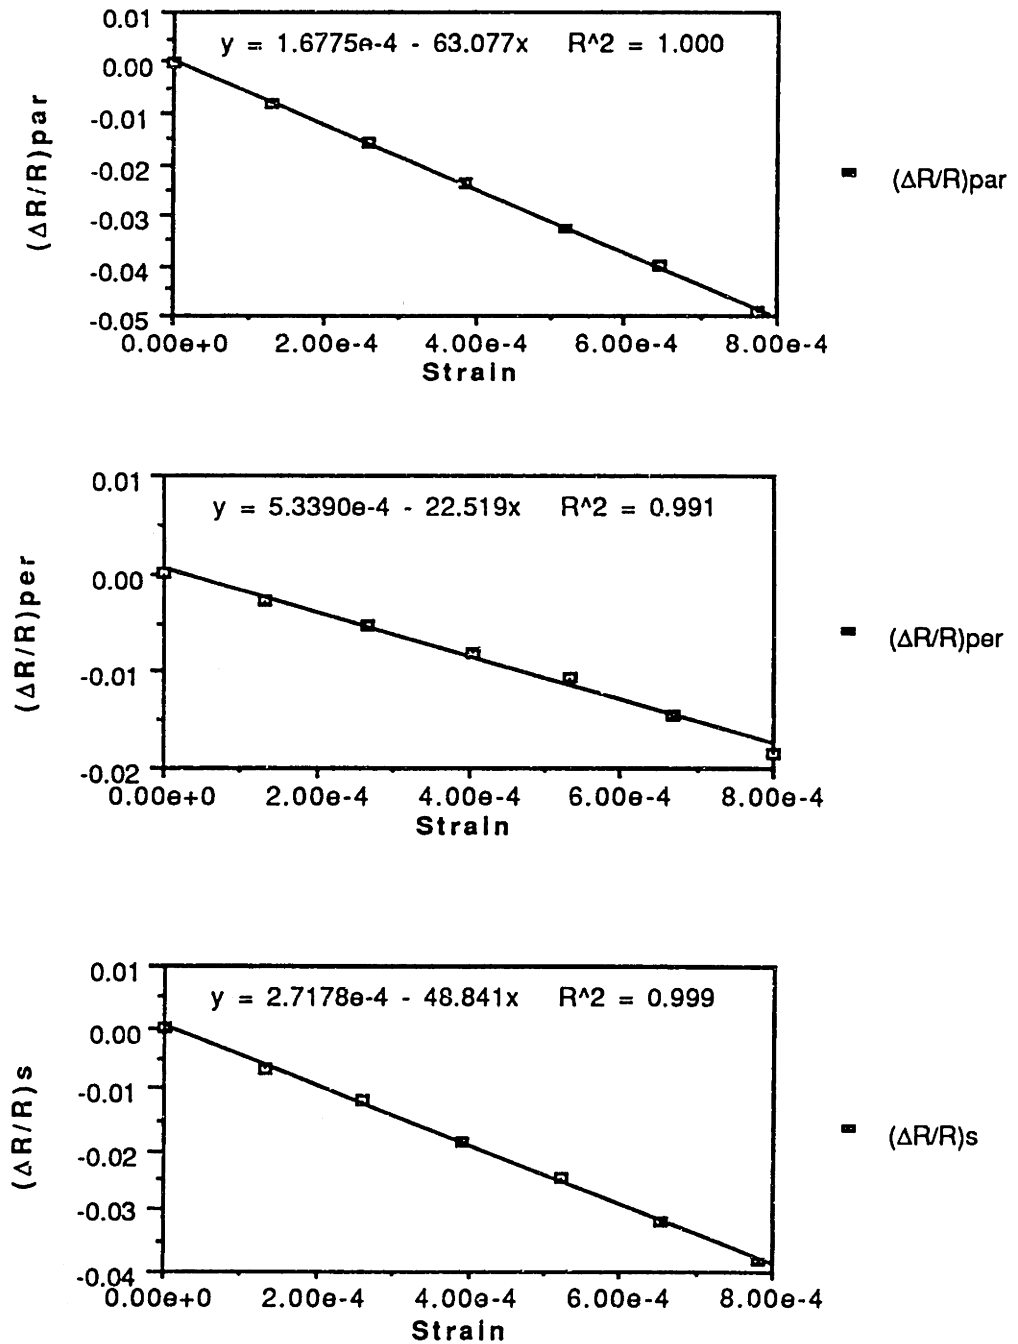 0.01
y = 1.6775e-4 - 63.077x R^2 = 1.000
0.00
-0.01
-0.02
-0.03
-0.04
-0.05
(ΔR/R)par
(ΔR/R)par
0.00e+0 2.00e-4 4.00e-4 6.00e-4 8.00e-4
Strain
0.01
y = 5.3390e-4 - 22.519x R^2 = 0.991
0.00
-0.01
-0.02
(ΔR/R)per
(ΔR/R)per
0.00e+0 2.00e-4 4.00e-4 6.00e-4 8.00e-4
Strain
0.01
y = 2.7178e-4 - 48.841x R^2 = 0.999
0.00
-0.01
-0.02
-0.03
-0.04
(ΔR/R)s
(ΔR/R)s
0.00e+0 2.00e-4 4.00e-4 6.00e-4 8.00e-4
Strain